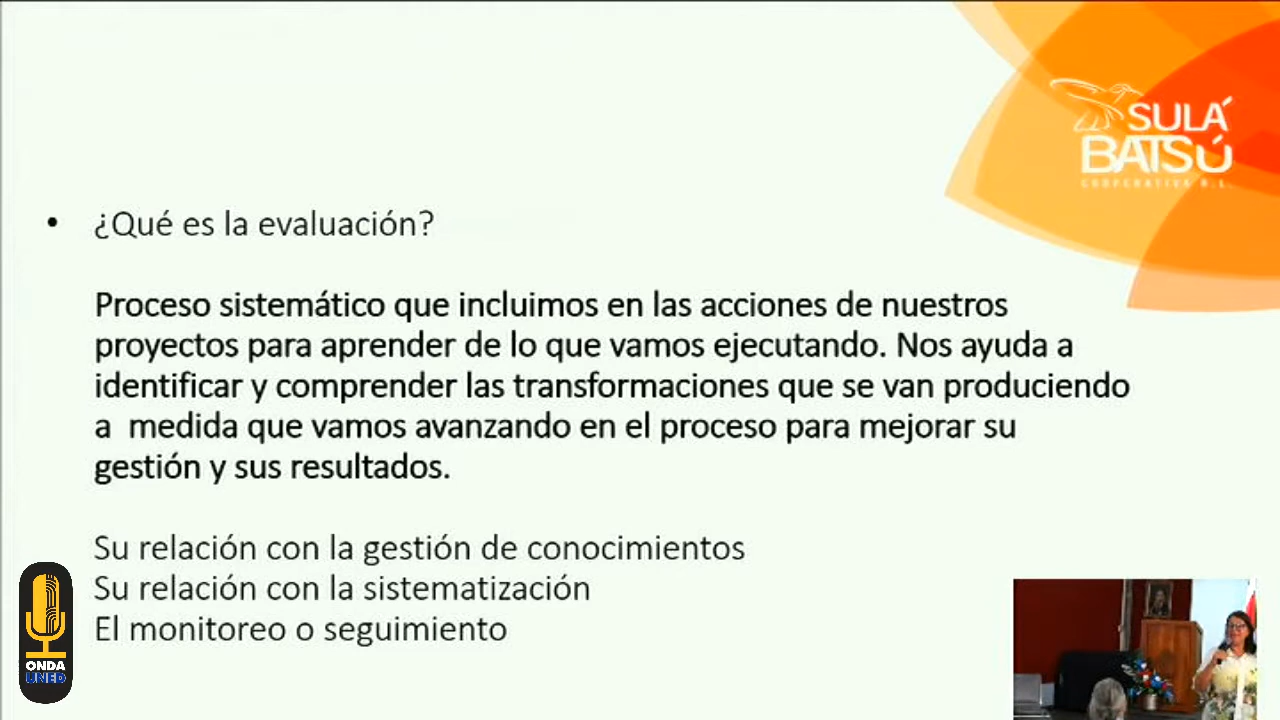 SULÁ
BATSÚ
COOPERATIVA R.L.
• ¿Qué es la evaluación?
Proceso sistemático que incluimos en las acciones de nuestros
proyectos para aprender de lo que vamos ejecutando. Nos ayuda a
identificar y comprender las transformaciones que se van produciendo
a  medida que vamos avanzando en el proceso para mejorar su
gestión y sus resultados.
Su relación con la gestión de conocimientos
Su relación con la sistematización
El monitoreo o seguimiento
ONDA
UNED